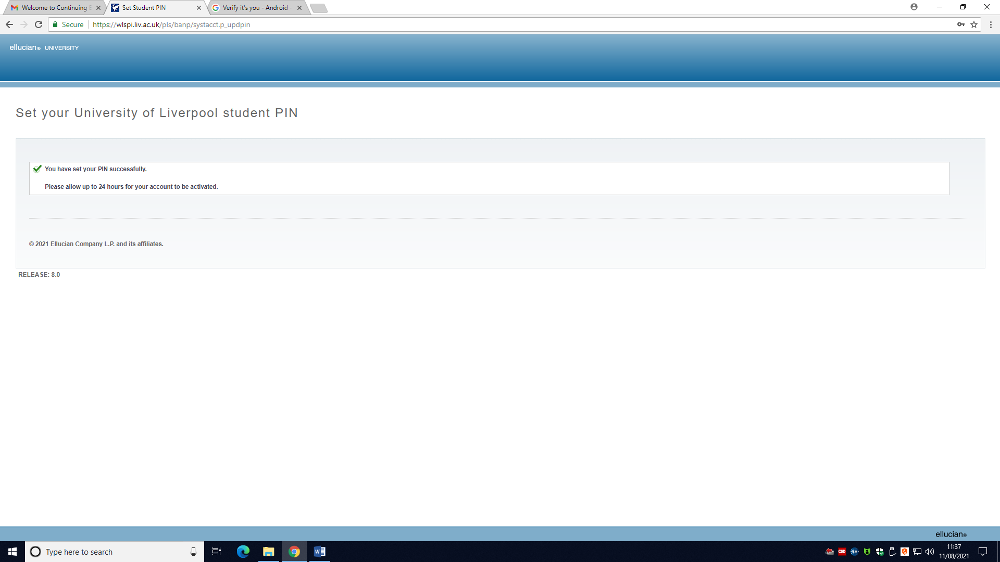 Welcome to Continuing E
Set Student PIN
Verify it's you - Android -
Secure
https://wlspi.liv.ac.uk/pls/banp/systacct.p_updpin
ellucian® UNIVERSITY
Set your University of Liverpool student PIN
You have set your PIN successfully.
Please allow up to 24 hours for your account to be activated.
© 2021 Ellucian Company L.P. and its affiliates.
RELEASE: 8.0
ellucian®
Type here to search
CSD
11:37
11/08/2021